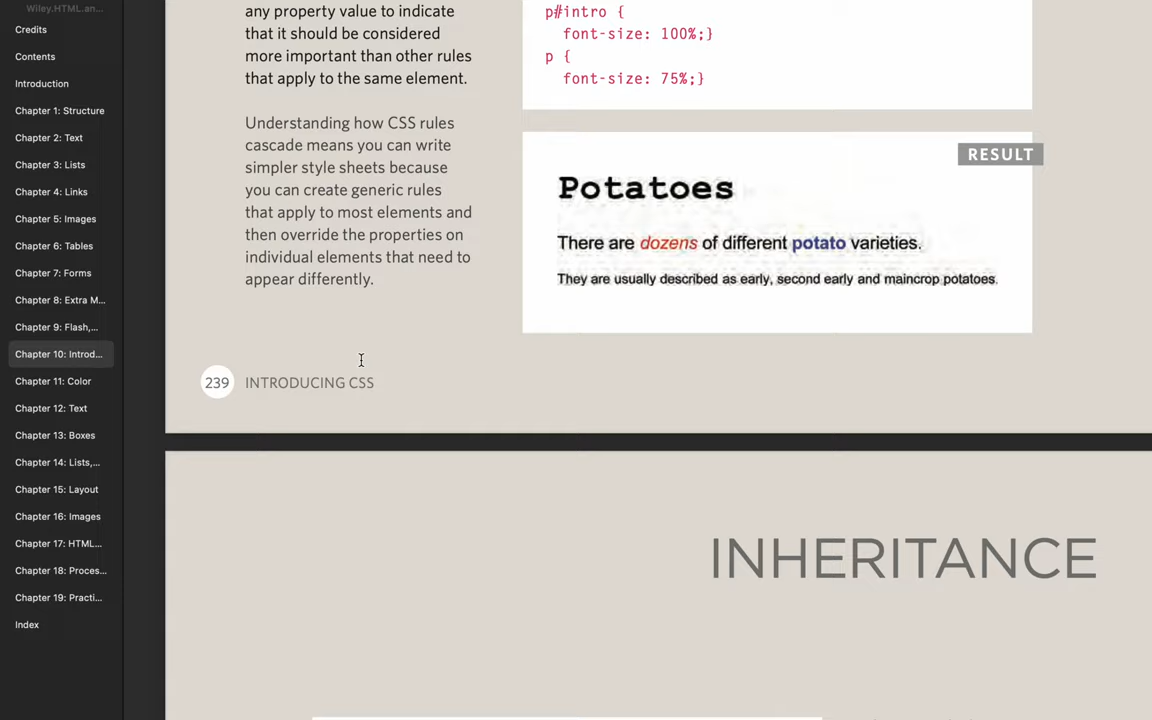 Wiley.HTML.an...
Credits
Contents
Introduction
Chapter 1: Structure
Chapter 2: Text
Chapter 3: Lists
Chapter 4: Links
Chapter 5: Images
Chapter 6: Tables
Chapter 7: Forms
Chapter 8: Extra M...
Chapter 9: Flash,...
Chapter 10: Introd...
Chapter 11: Color
Chapter 12: Text
Chapter 13: Boxes
Chapter 14: Lists,...
Chapter 15: Layout
Chapter 16: Images
Chapter 17: HTML...
Chapter 18: Proces...
Chapter 19: Practi...
Index
any property value to indicate
that it should be considered
more important than other rules
that apply to the same element.
Understanding how CSS rules
cascade means you can write
simpler style sheets because
you can create generic rules
that apply to most elements and
then override the properties on
individual elements that need to
appear differently.
p#intro {
font-size: 100%;}
p {
font-size: 75%;}
RESULT
Potatoes
There are dozens of different potato varieties.
They are usually described as early, second early and maincrop potatoes.
239 INTRODUCING CSS
INHERITANCE